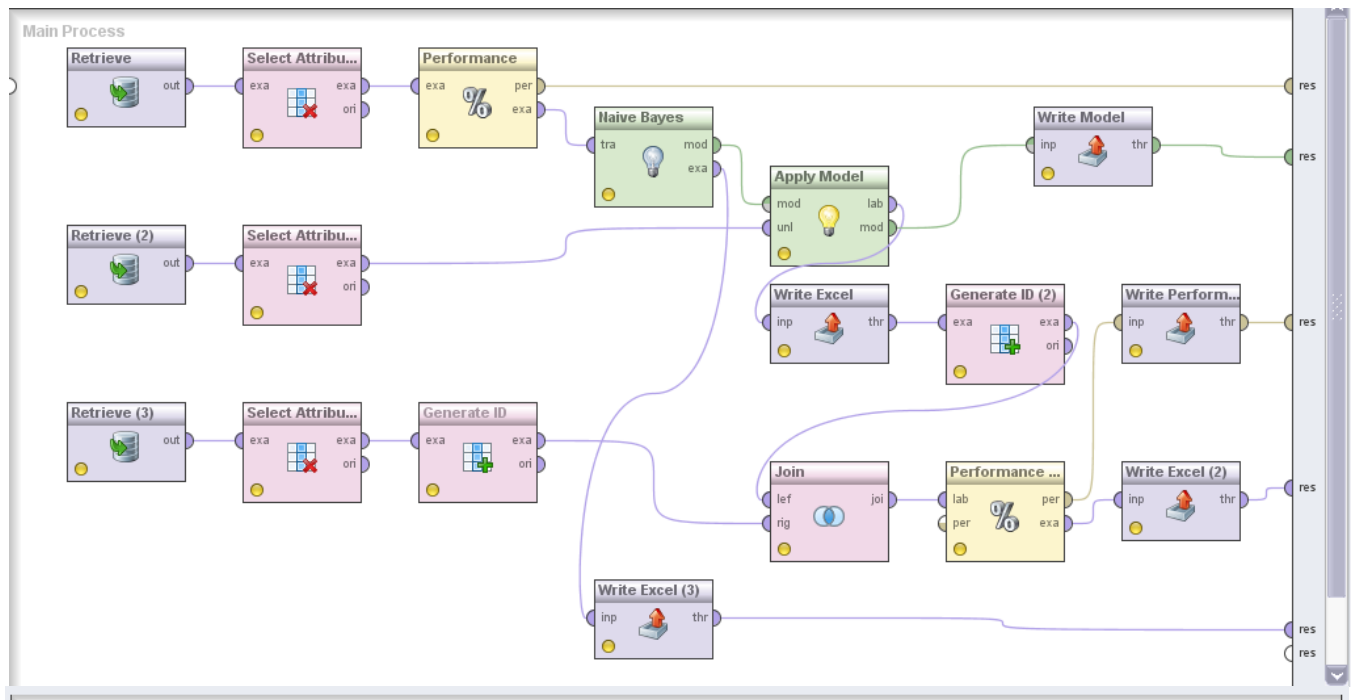 Main Process
Retrieve
out
Select Attribu...
exa exa
ori
Performance
exa per
exa
res
Naive Bayes
tra mod
exa
Write Model
inp thr
res
Apply Model
mod lab
unl mod
Retrieve (2)
out
Select Attribu...
exa exa
ori
Write Excel
inp thr
Generate ID (2)
exa exa
ori
Write Perform...
inp thr
res
Retrieve (3)
out
Select Attribu...
exa exa
ori
Generate ID
exa exa
ori
Join
lef joi
rig
Performance ...
lab per
per exa
Write Excel (2)
inp thr
res
Write Excel (3)
inp thr
res
res